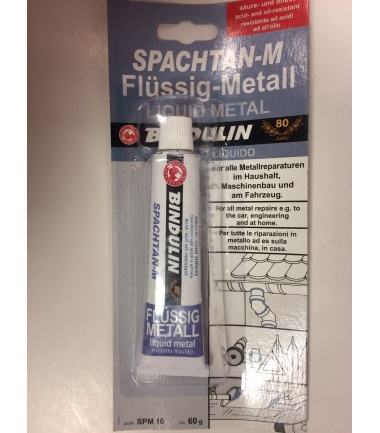 säure- und
acid- and oil-resistant
resistente ad acidi
ed all'olio
SPACHTAN-M
Flüssig-Metall
LIQUID METAL
BINDULIN
80
Jahre
LIQUIDO
für alle Metallreparaturen
im Haushalt,
Maschinenbau und
am Fahrzeug.
For all metal repairs e.g. to
the car, engineering
and at home.
Per tutte le riparazioni in
metallo ad es sulla
macchina, in casa.
BINDULIN
SPACHTAN-M
FLÜSSIG
METALL
liquid metal
metallo liquido
SPM 10
60 g